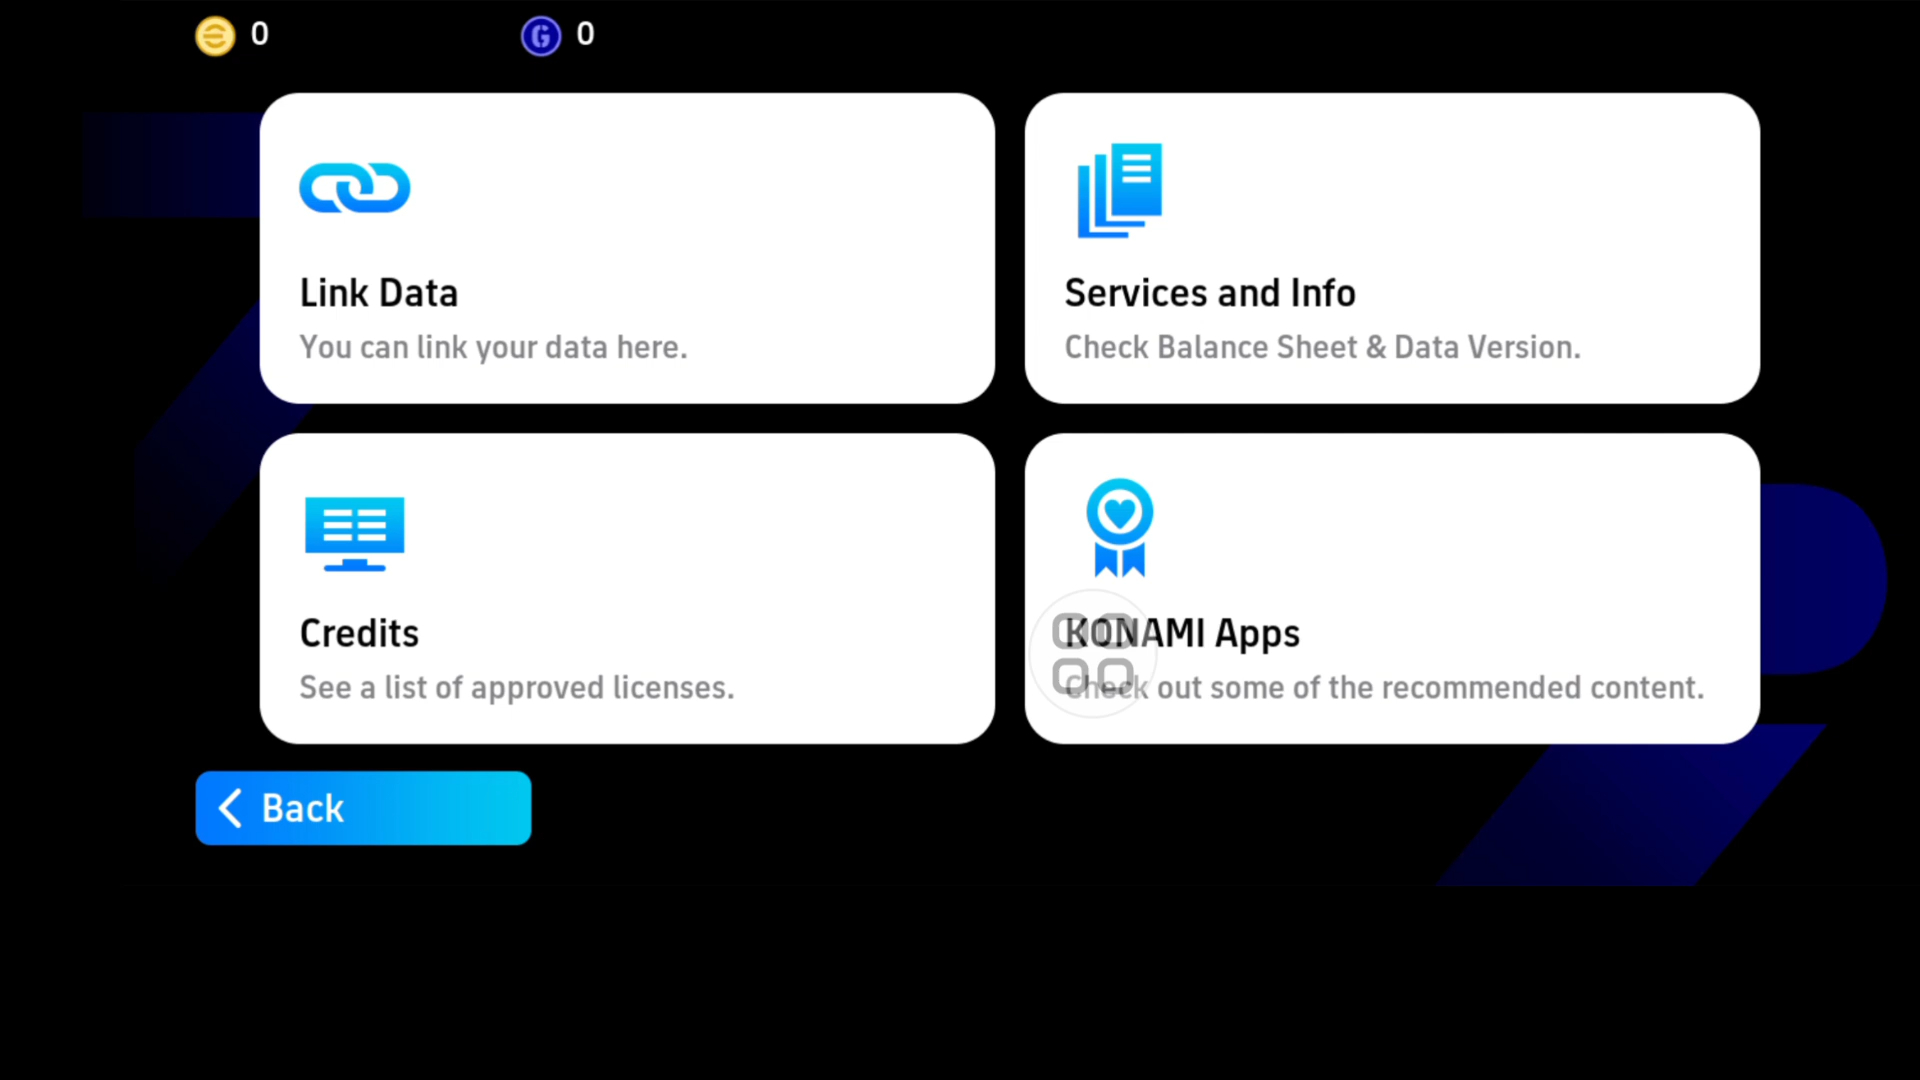 0
0
Link Data
You can link your data here.
Services and Info
Check Balance Sheet & Data Version.
Credits
See a list of approved licenses.
KONAMI Apps
Check out some of the recommended content.
Back